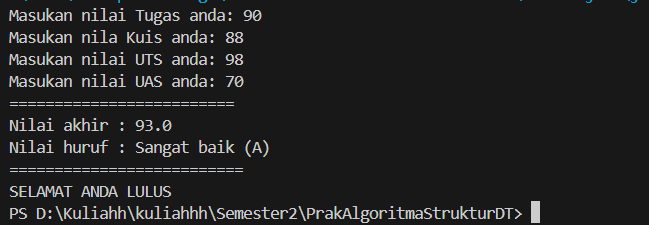 Masukan nilai Tugas anda: 90
Masukan nila Kuis anda: 88
Masukan nilai UTS anda: 98
Masukan nilai UAS anda: 70
=========================
Nilai akhir : 93.0
Nilai huruf : Sangat baik (A)
==========================
SELAMAT ANDA LULUS
PS D:\Kuliahh\kuliahhh\Semester2\PrakAlgoritmaStrukturDT>